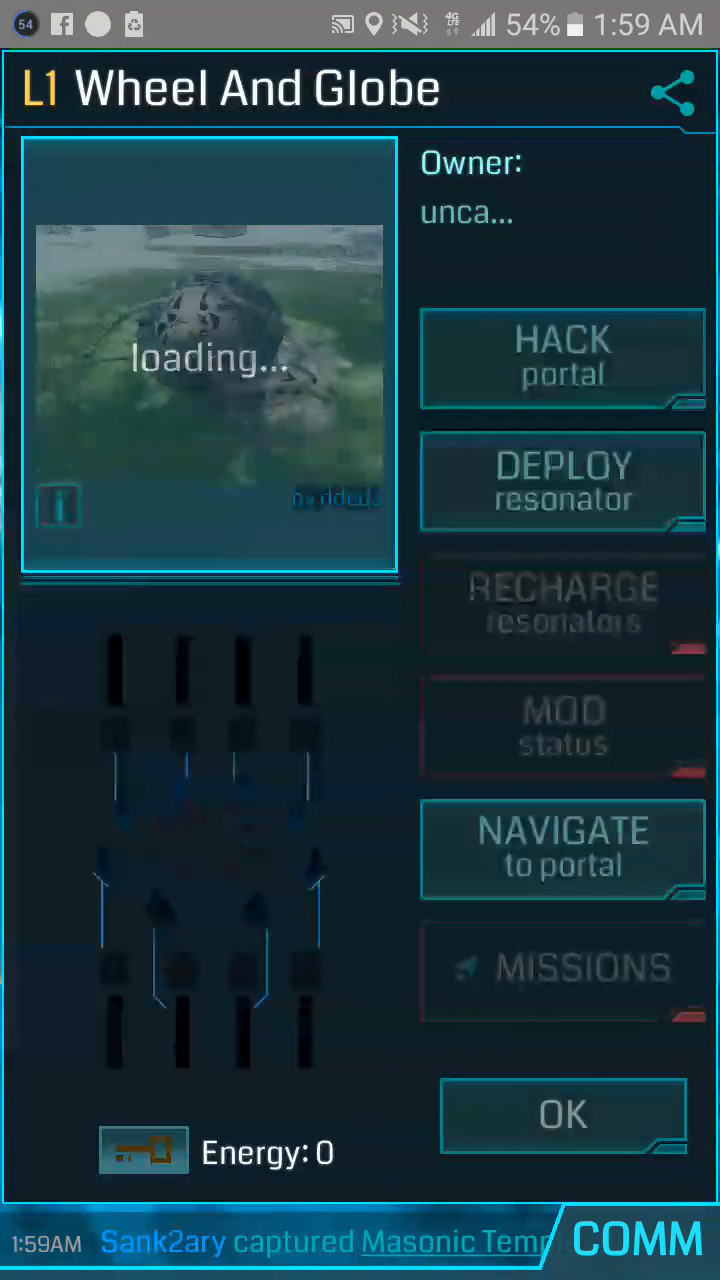 54 54% 1:59 AM
L1 Wheel And Globe
Owner:
unca...
loading...
HACK
portal
DEPLOY
resonator
RECHARGE
resonators
MOD
status
NAVIGATE
to portal
MISSIONS
OK
Energy: 0
1:59AM Sank2ary captured Masonic Temp
COMM